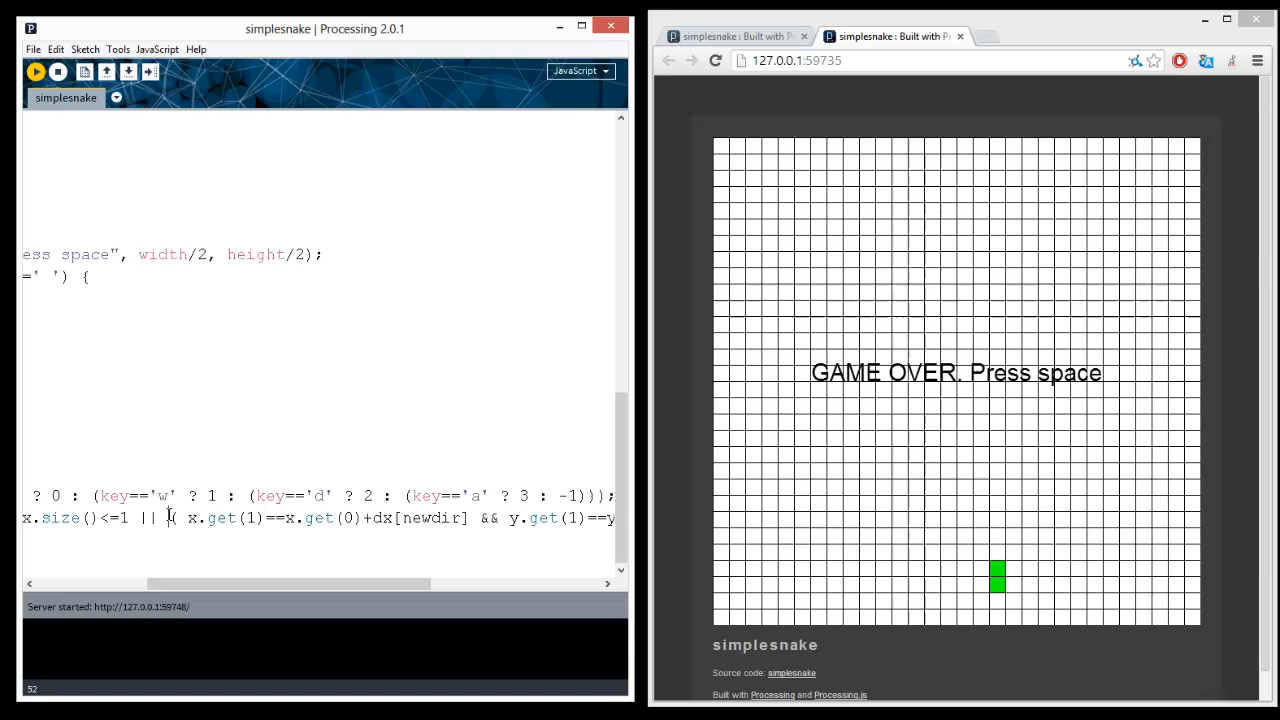 simplesnake | Processing 2.0.1
File Edit Sketch Tools JavaScript Help
JavaScript
simplesnake
ess space", width/2, height/2);
=' ') {
? 0 : (key=='w' ? 1 : (key=='d' ? 2 : (key=='a' ? 3 : -1)));
x.size()<=1 || ( x.get(1)==x.get(0)+dx[newdir] && y.get(1)==y
Server started: http://127.0.0.1:59748/
52
simplesnake : Built with P
simplesnake : Built with P
127.0.0.1:59735
GAME OVER. Press space
simplesnake
Source code: simplesnake
Built with Processing and Processing.js